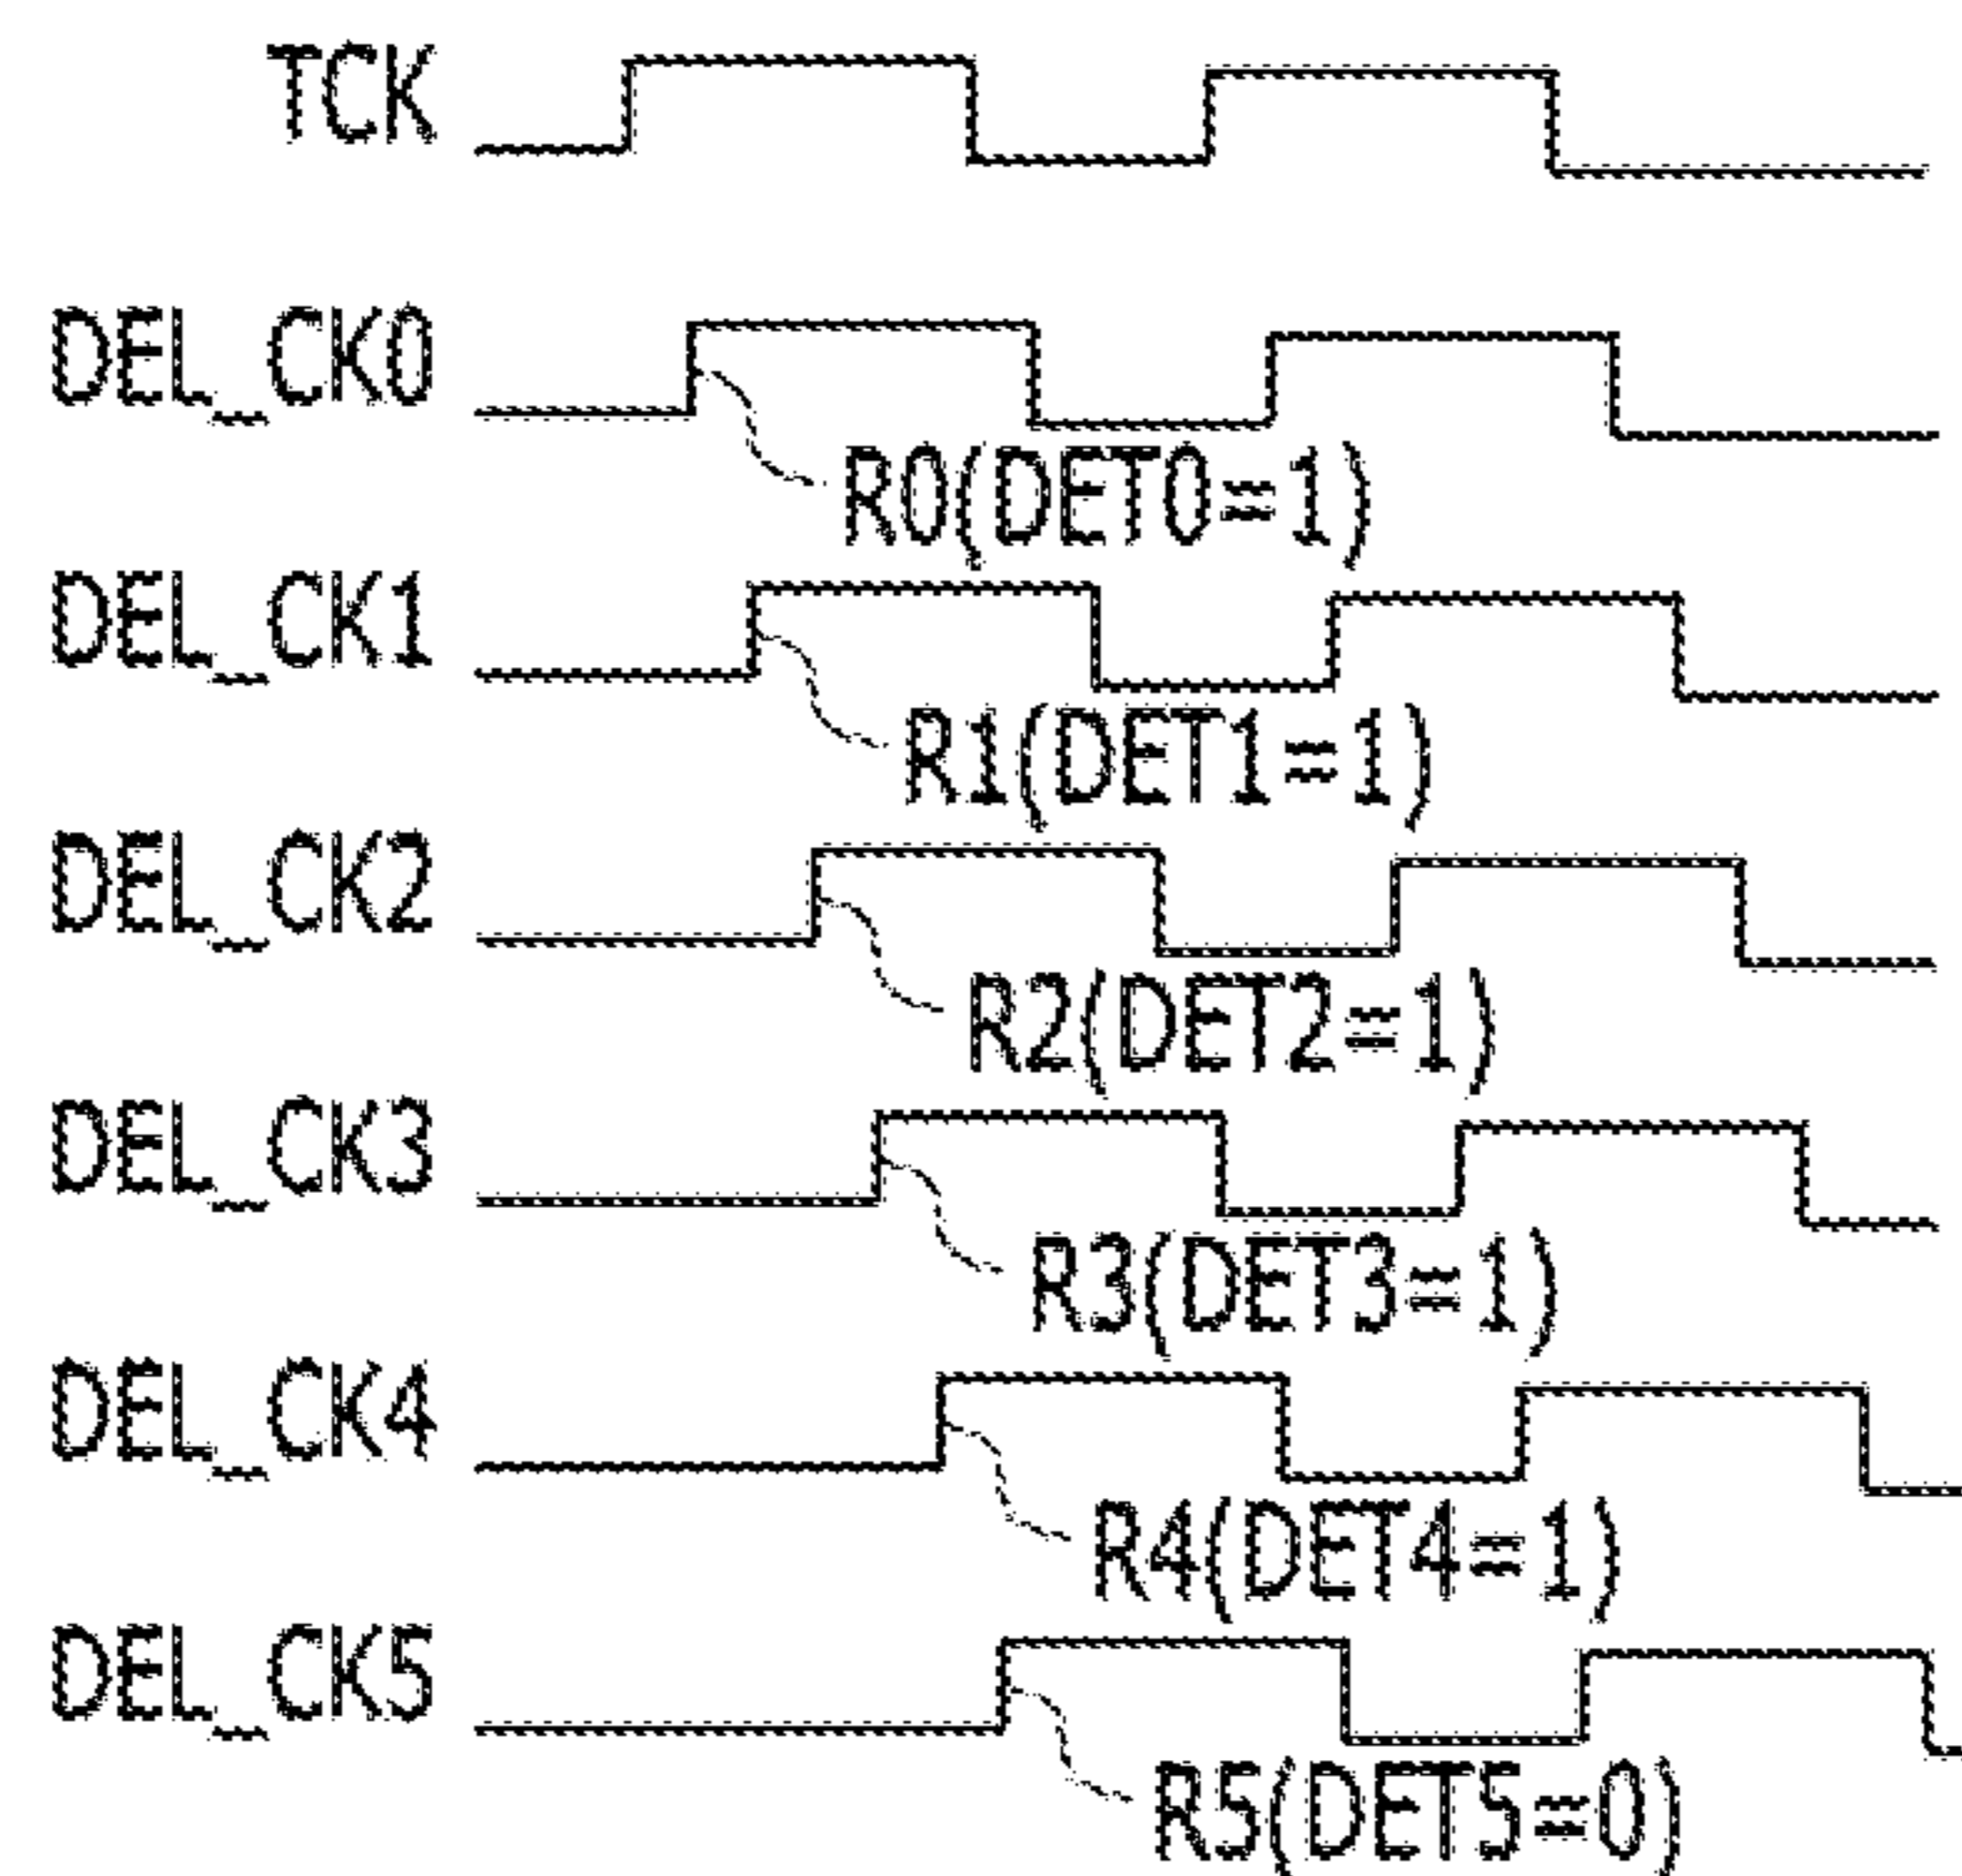 TCK
DEL_CK0
R0(DET0=1)
DEL_CK1
R1(DET1=1)
DEL_CK2
R2(DET2=1)
DEL_CK3
R3(DET3=1)
DEL_CK4
R4(DET4=1)
DEL_CK5
R5(DET5=0)